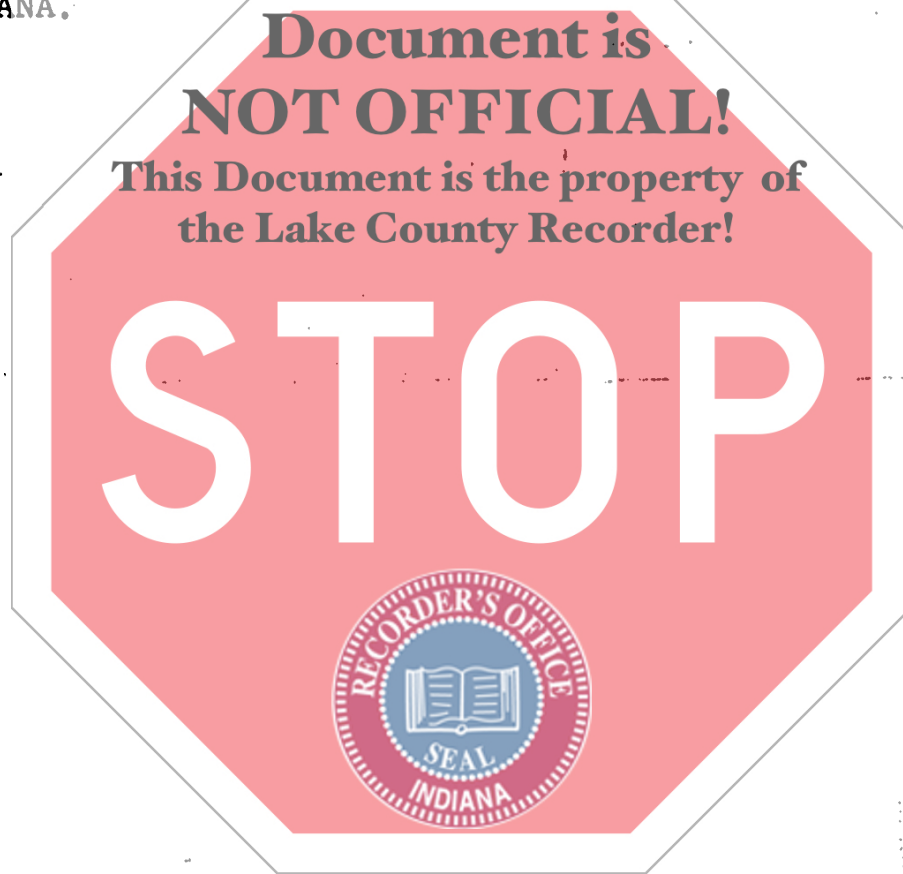 ANA.
Document is
NOT OFFICIAL!
This Document is the property of
the Lake County Recorder!
STOP
RECORDER'S OFFICE
SEAL
INDIANA